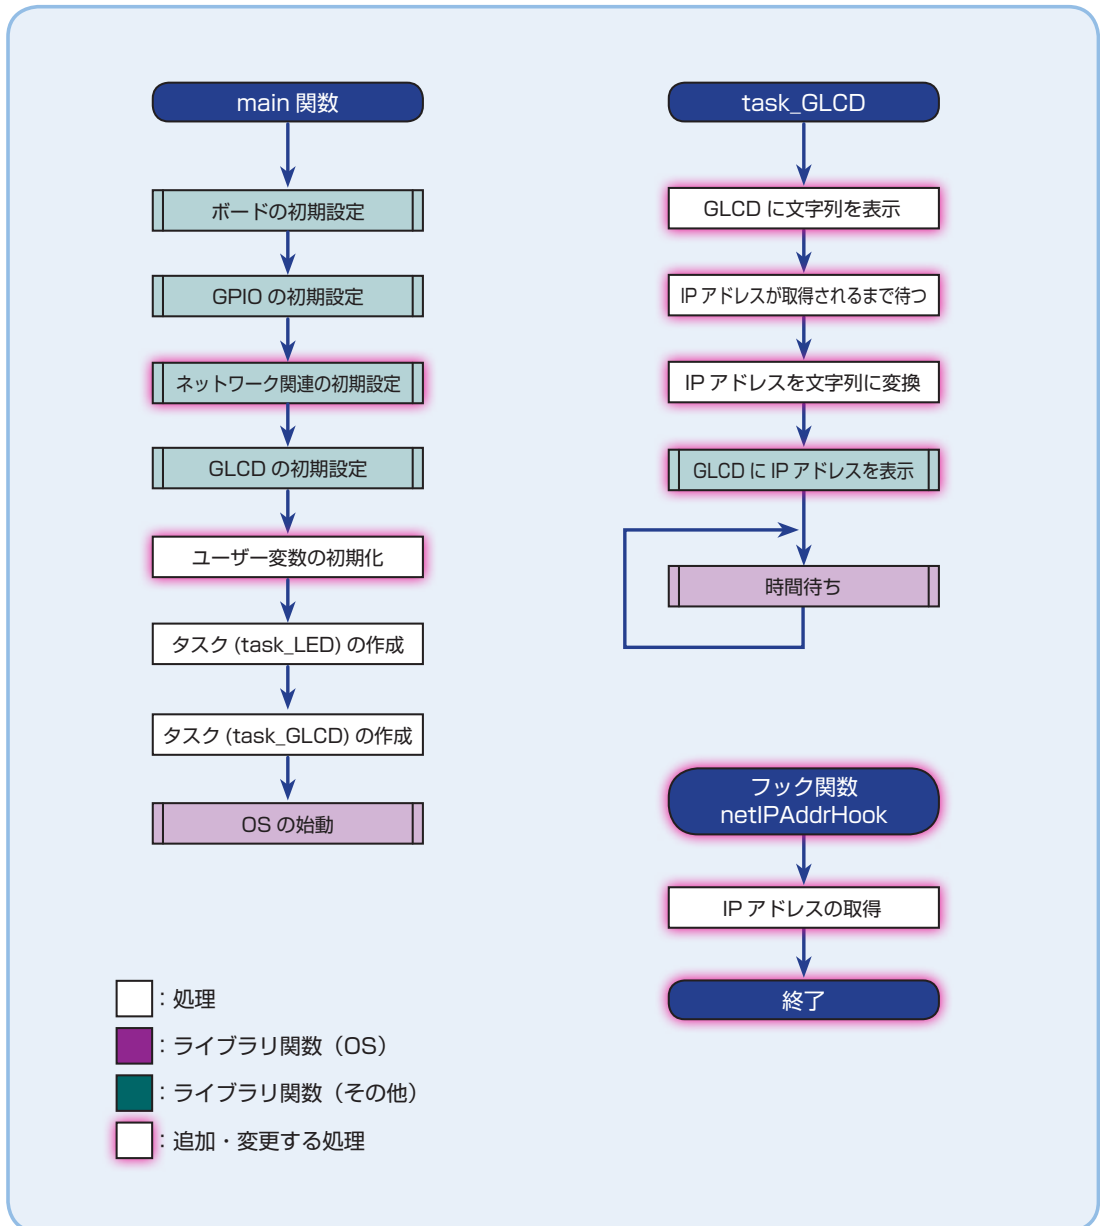 main 関数
ボードの初期設定
GPIO の初期設定
ネットワーク関連の初期設定
GLCD の初期設定
ユーザー変数の初期化
タスク (task_LED) の作成
タスク (task_GLCD) の作成
OS の始動
task_GLCD
GLCD に文字列を表示
IP アドレスが取得されるまで待つ
IP アドレスを文字列に変換
GLCD に IP アドレスを表示
時間待ち
フック関数
netIPAddrHook
IP アドレスの取得
終了
：処理
：ライブラリ関数（OS）
：ライブラリ関数（その他）
：追加・変更する処理